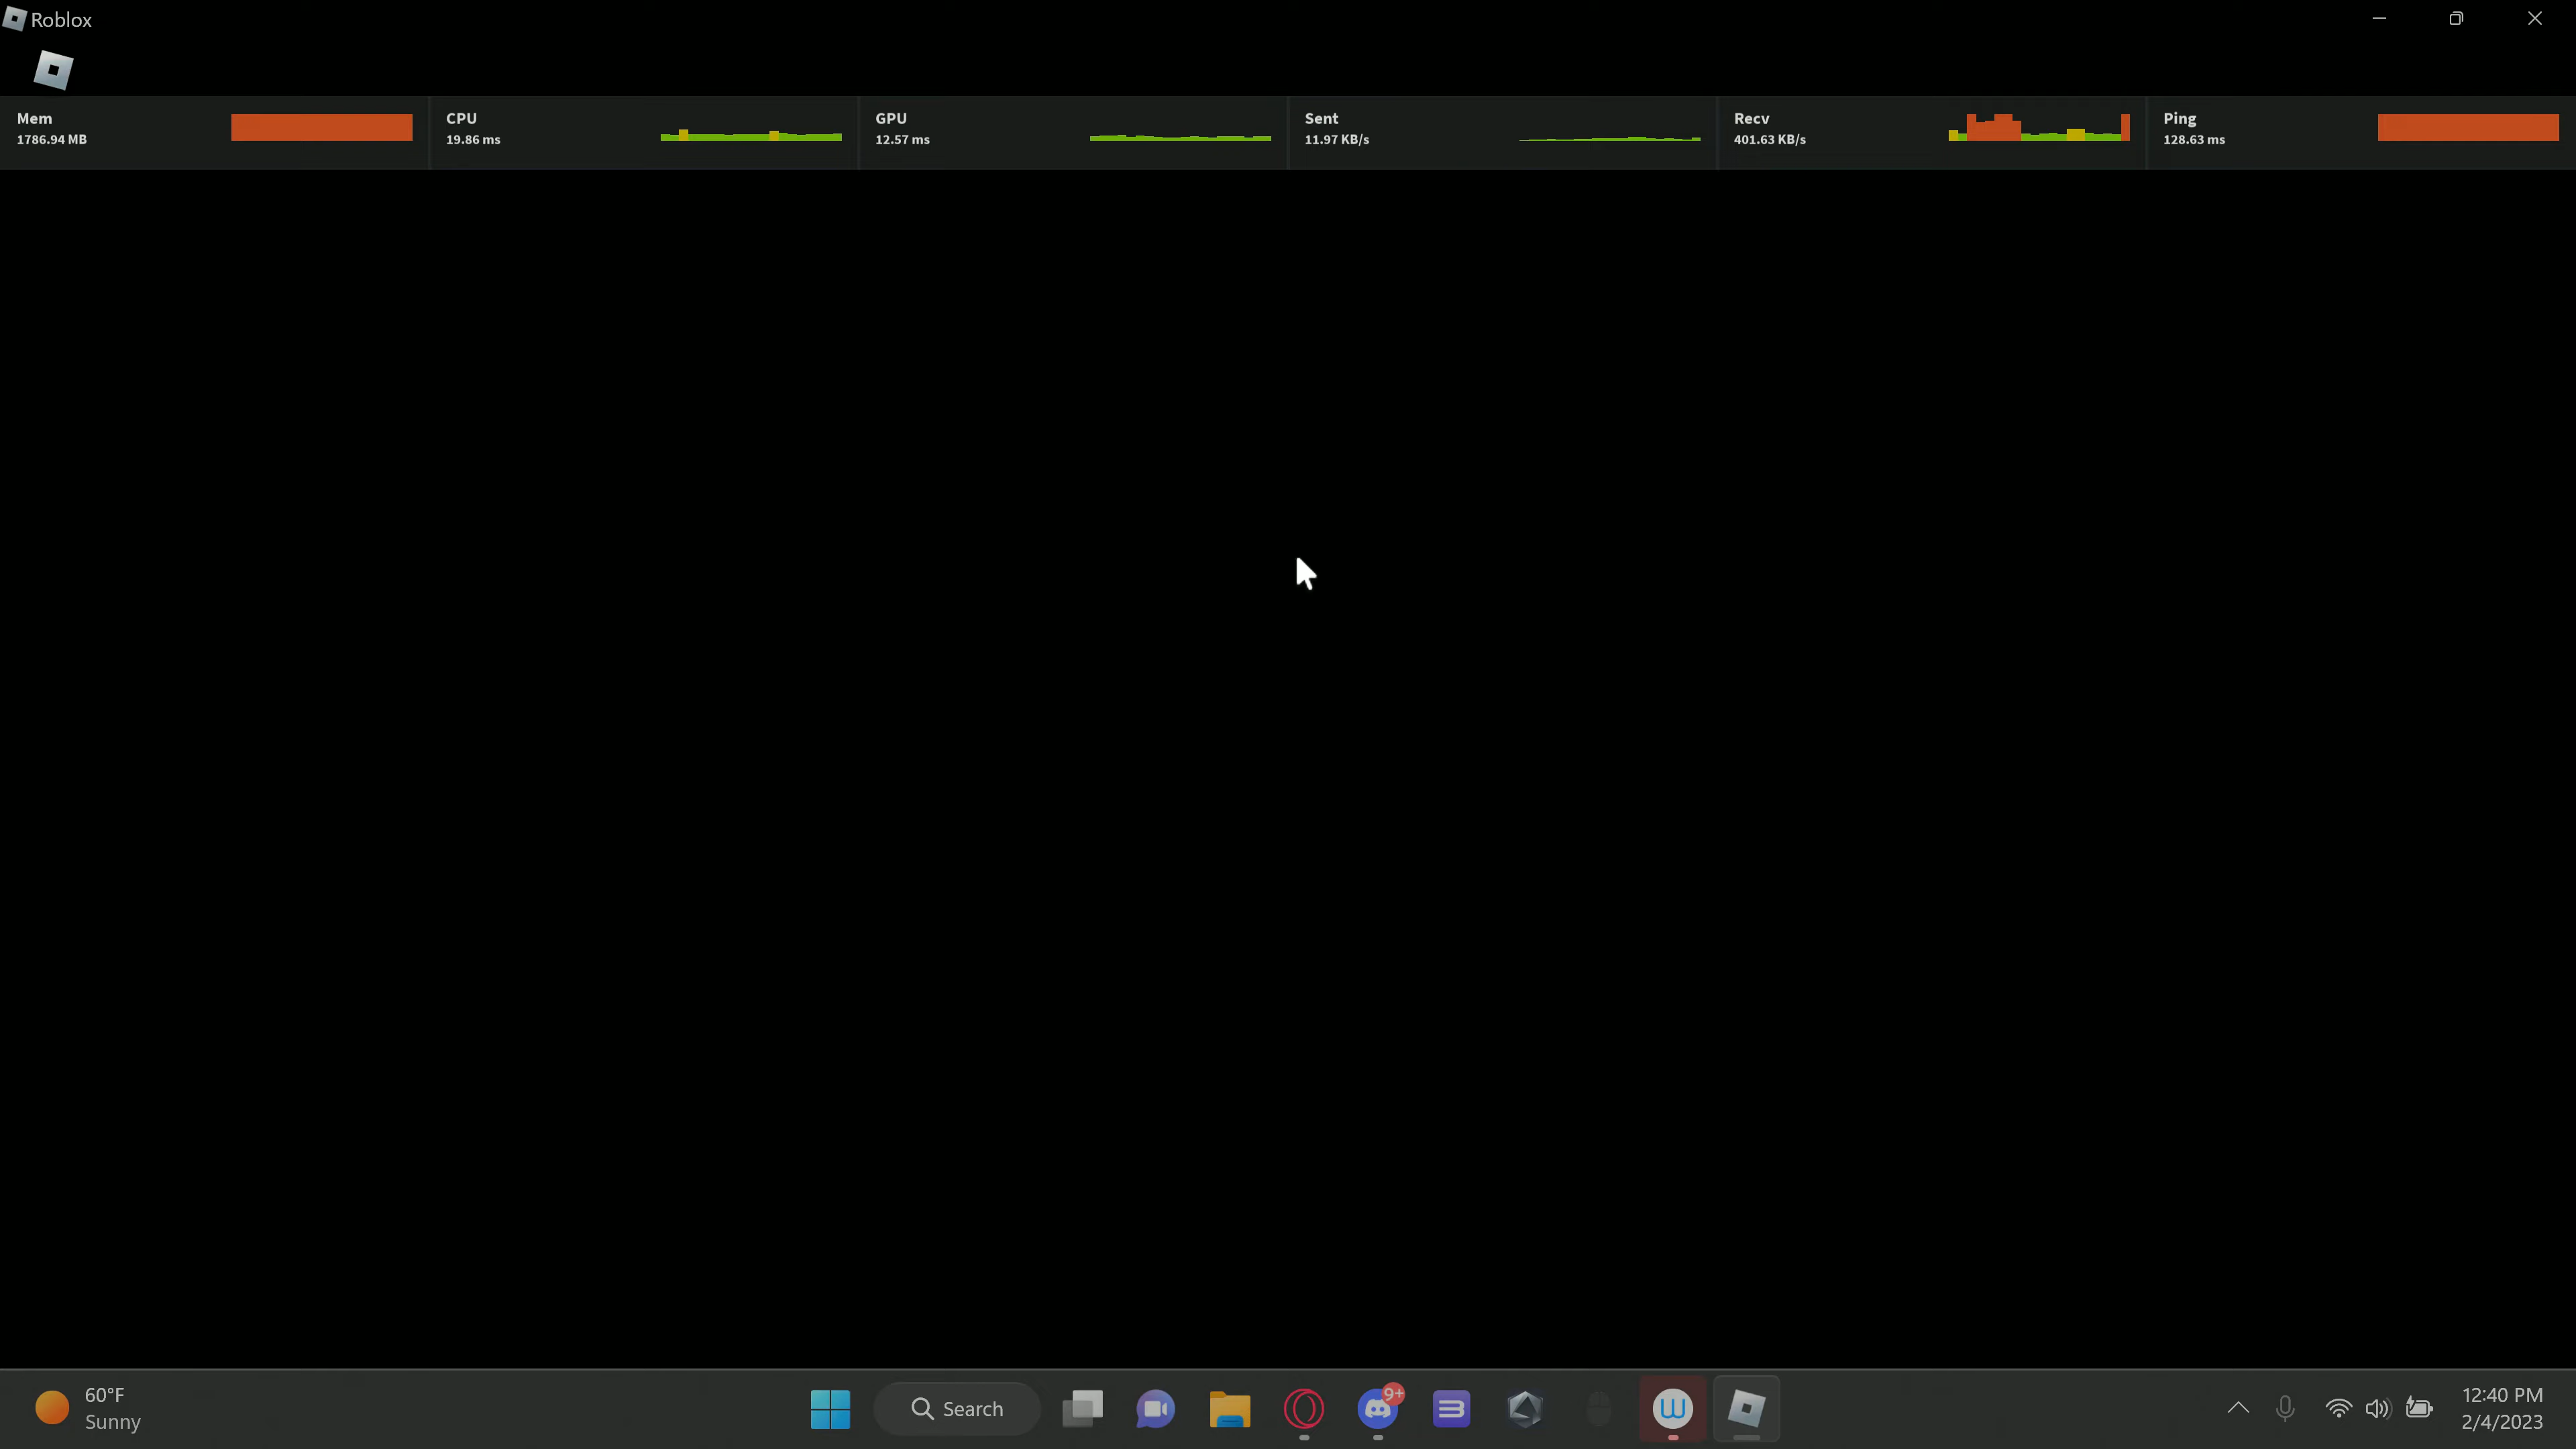 Roblox
Mem
1786.94 MB
CPU
19.86 ms
GPU
12.57 ms
Sent
11.97 KB/s
Recv
401.63 KB/s
Ping
128.63 ms
60°F
Sunny
Search
9+
12:40 PM
2/4/2023